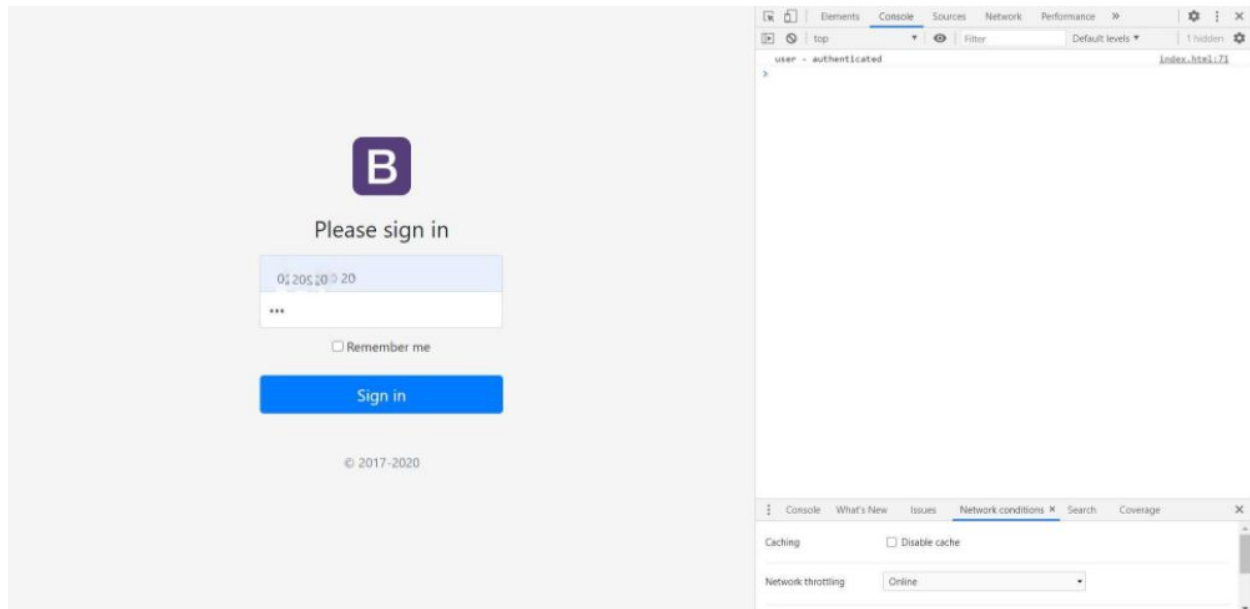 B
Please sign in
20
•••
Remember me
Sign in
© 2017-2020
Elements Console Sources Network Performance »
top Filter Default levels ▼ 1 hidden
user - authenticated index.html:71
>
Console What's New Issues Network conditions × Search Coverage
Caching Disable cache
Network throttling Online